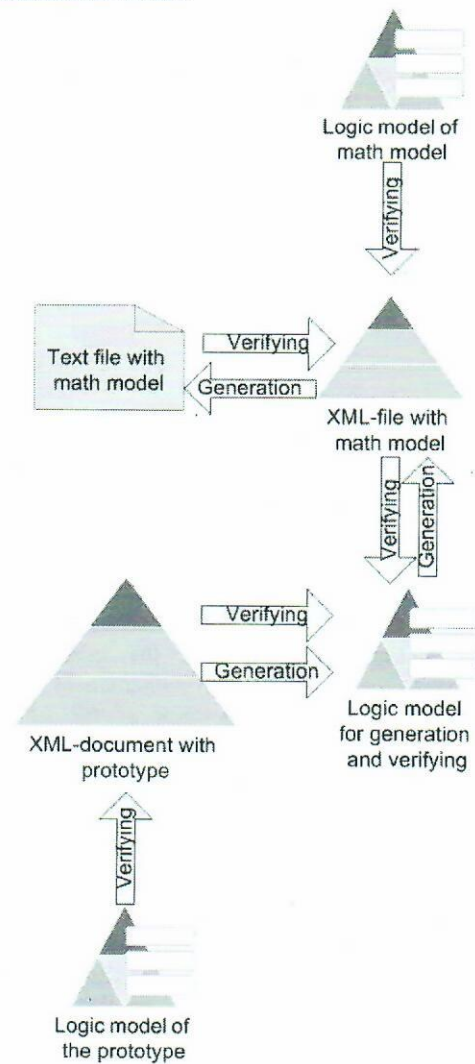 Logic model of
math model
Verifying
Text file with
math model
Verifying
Generation
XML-file with
math model
Verifying
Generation
Verifying
Generation
XML-document with
prototype
Logic model
for generation
and verifying
Verifying
Logic model of
the prototype